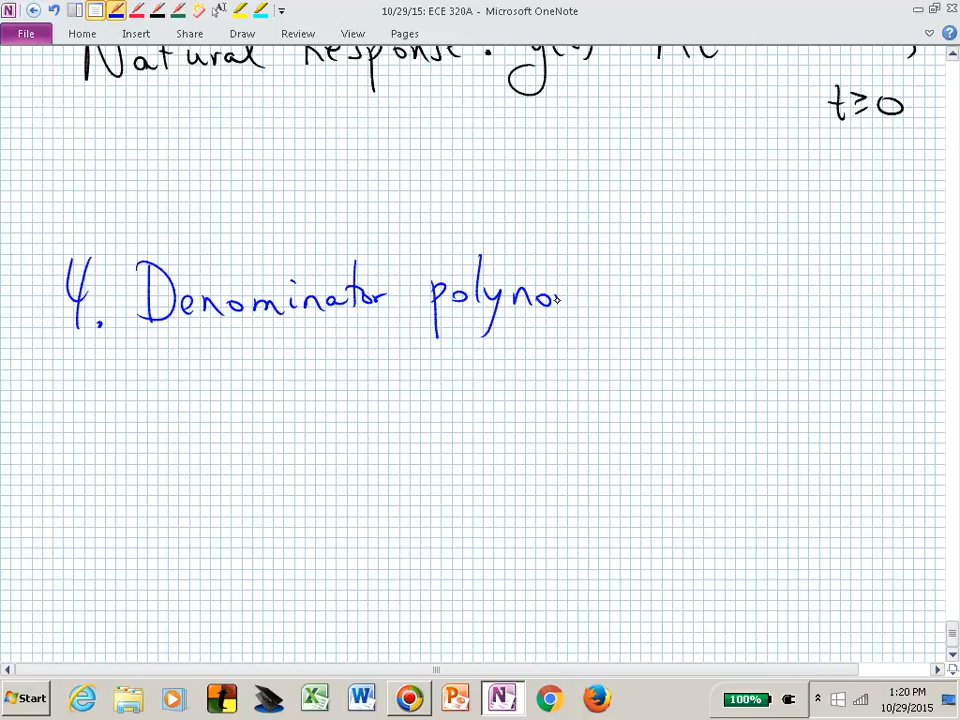 10/29/15: ECE 320A - Microsoft OneNote
File Home Insert Share Draw Review View Pages
Natural Response:
t ≥ 0
4. Denominator polyno
Start
100%
1:20 PM
10/29/2015